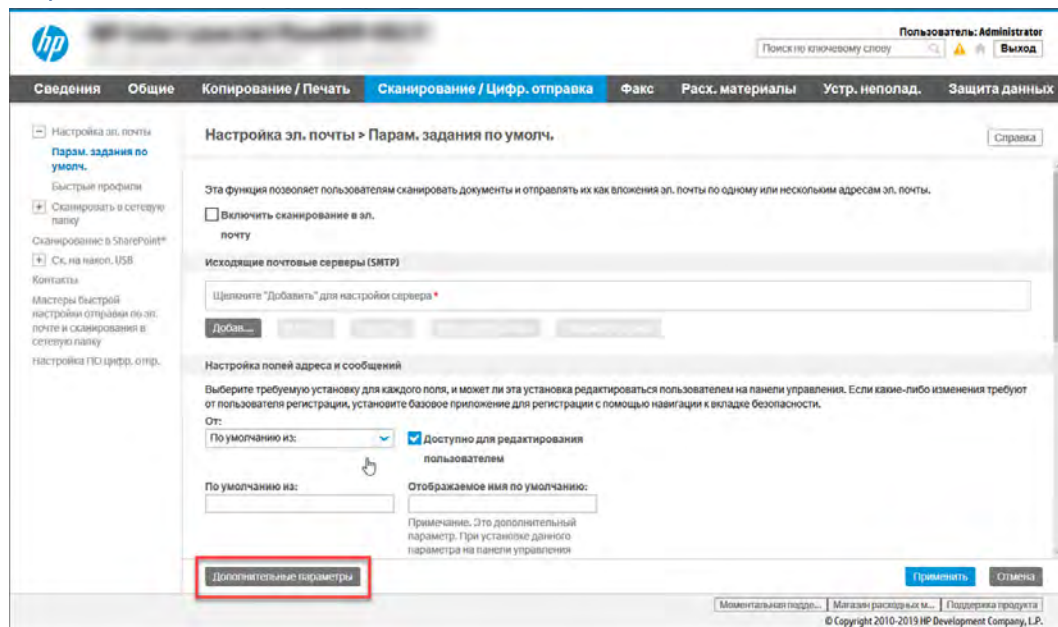 hp
Пользователь: Administrator
Поиск по ключевому слову
Выход
Сведения Общие Копирование / Печать Сканирование / Цифр. отправка Факс Расх. материалы Устр. неполад. Защита данных
Настройка эл. почты
Парам. задания по
умолч.
Быстрые профили
Сканировать в сетевую
папку
Сканирование в SharePoint®
Ск. на накоп. USB
Контакты
Мастеры быстрой
настройки отправки по эл.
почте и сканирования в
сетевую папку
Настройка ПО цифр. отпр.
Настройка эл. почты > Парам. задания по умолч.
Справка
Эта функция позволяет пользователям сканировать документы и отправлять их как вложения эл. почты по одному или нескольким адресам эл. почты.
Включить сканирование в эл.
почту
Исходящие почтовые серверы (SMTP)
Щелкните "Добавить" для настройки сервера *
Добав...
Настройка полей адреса и сообщений
Выберите требуемую установку для каждого поля, и может ли эта установка редактироваться пользователем на панели управления. Если какие-либо изменения требуют
от пользователя регистрации, установите базовое приложение для регистрации с помощью навигации к вкладке безопасности.
От:
По умолчанию из:
Доступно для редактирования
пользователем
По умолчанию из: Отображаемое имя по умолчанию:
Примечание. Это дополнительный
параметр. При установке данного
параметра на панели управления
Дополнительные параметры
Применить
Отмена
Моментальная подде... Магазин расходных м... Поддержка продукта
© Copyright 2010-2019 HP Development Company, L.P.